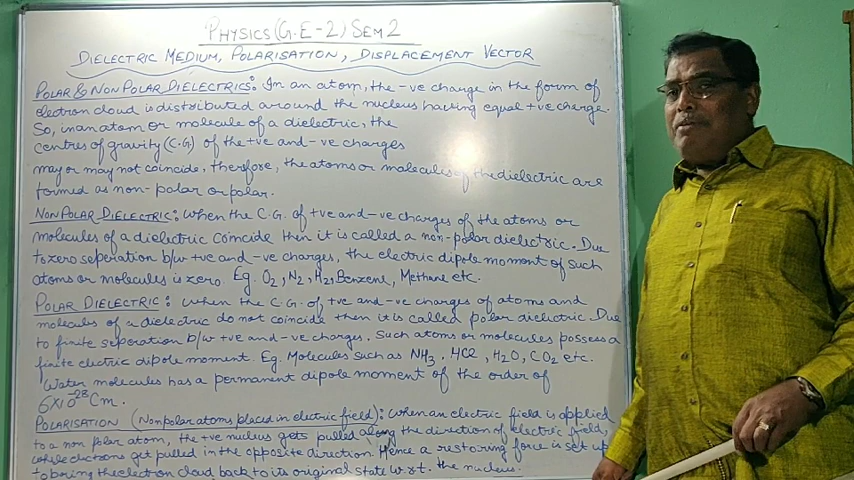 PHYSICS (G.E-2) SEM 2
DIELECTRIC MEDIUM, POLARISATION, DISPLACEMENT VECTOR
POLAR & NON POLAR DIELECTRICS: In an atom, the -ve charge in the form of
electron cloud is distributed around the nucleus having equal +ve charge.
So, in an atom or molecule of a dielectric, the
centres of gravity (C.G) of the +ve and -ve charges
may or may not coincide, therefore, the atoms or molecules of the dielectric are
formed as non-polar or polar.
NON POLAR DIELECTRIC: When the C.G. of +ve and -ve charges of the atoms or
molecules of a dielectric coincide then it is called a non-polar dielectric. Due
to zero seperation b/w +ve and -ve charges, the electric dipole moment of such
atoms or molecules is zero. Eg. O2, N2, H2, Benzene, Methane etc.
POLAR DIELECTRIC: When the C.G. of +ve and -ve charges of atoms and
molecules of a dielectric do not coincide then it is called polar dielectric. Due
to finite seperation b/w +ve and -ve charges. Such atoms or molecules possess a
finite electric dipole moment. Eg. Molecules such as NH3, HCl, H2O, CO2 etc.
Water molecules has a permanent dipole moment of the order of
6X10^-28 Cm.
POLARISATION (Nonpolar atoms placed in electric field): When an electric field is applied
to a non polar atom, the +ve nucleus gets pulled along the direction of electric field,
while electrons get pulled in the opposite direction. Hence a restoring force is set up
to bring the electron cloud back to its original state w.r.t. the nucleus.